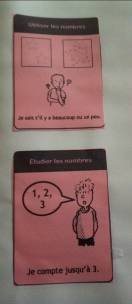 Utiliser les nombres
Je sais s'il y a beaucoup ou un peu.
Étudier les nombres
1, 2,
3
Je compte jusqu'à 3.